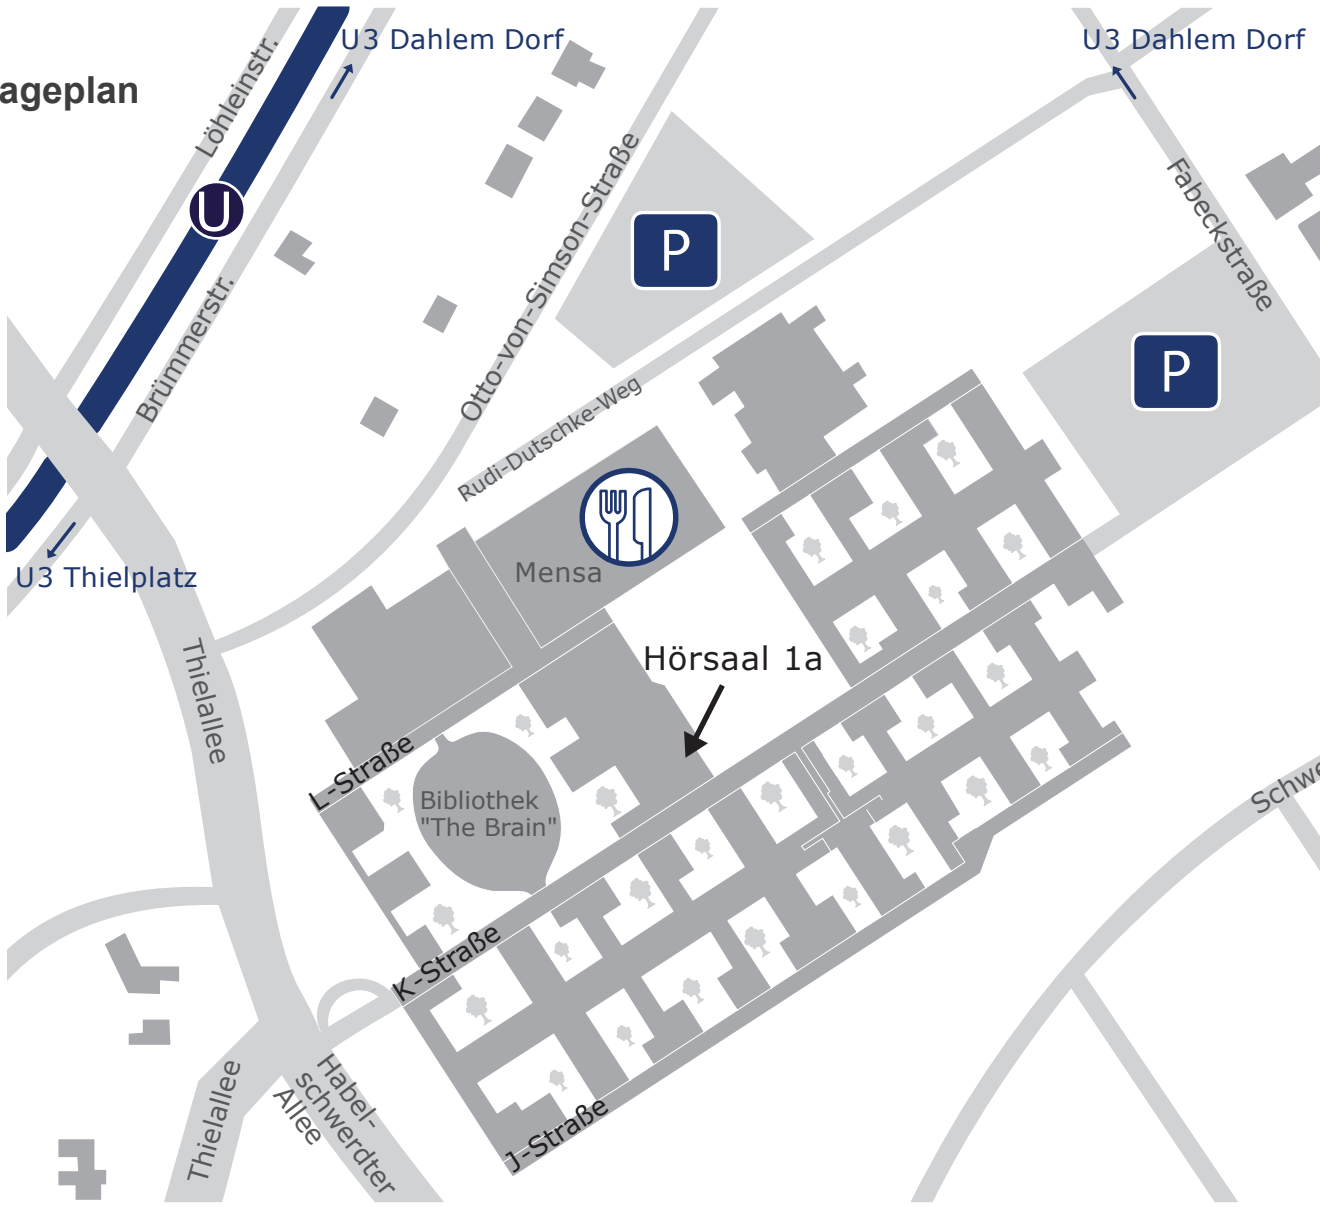 U3 Dahlem Dorf
U3 Dahlem Dorf
ageplan
Löhleinstr.
U
Brümmerstr.
Otto-von-Simson-Straße
P
Fabeckstraße
P
Rudi-Dutschke-Weg
Mensa
U3 Thielplatz
Thielallee
Hörsaal 1a
L-Straße
Bibliothek
"The Brain"
Schwe
K-Straße
Thielallee
Habel-
schwerdter
Allee
J-Straße